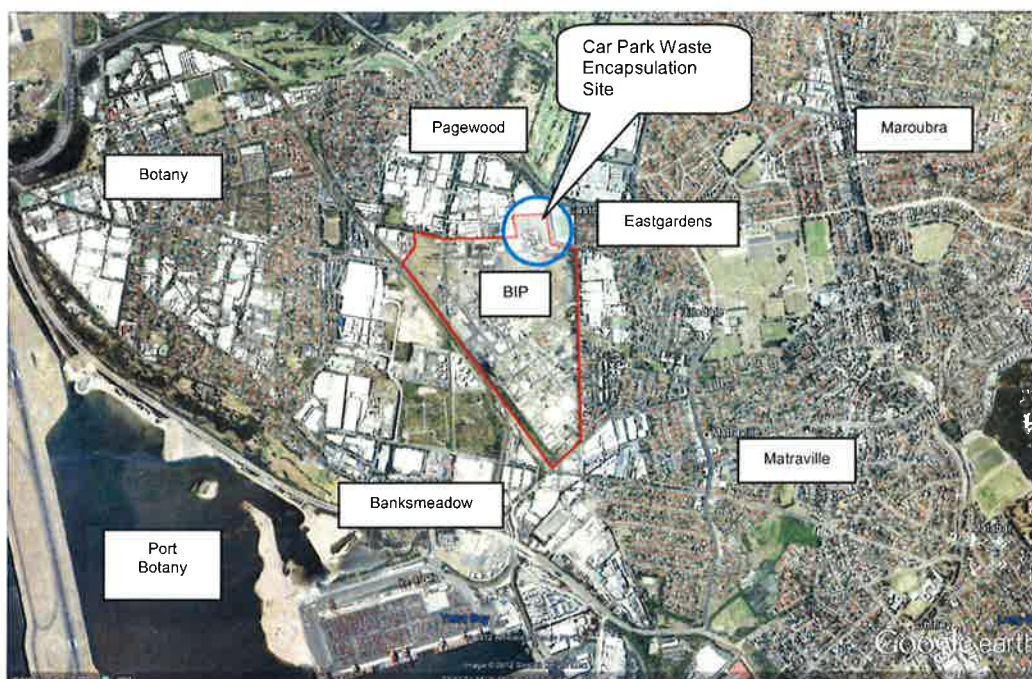 Car Park Waste
Encapsulation
Site
Pagewood
Maroubra
Botany
Eastgardens
BIP
Matraville
Banksmeadow
Port
Botany
Google earth